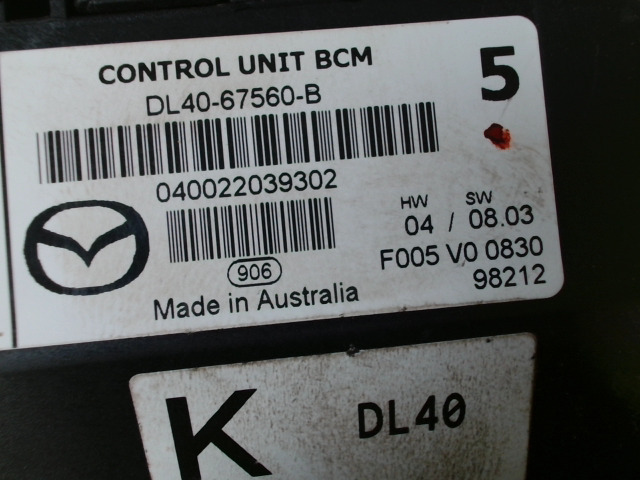 CONTROL UNIT BCM
5
DL40-67560-B
040022039302
HW SW
04 / 08.03
F005 V0 0830
98212
906
Made in Australia
K DL40